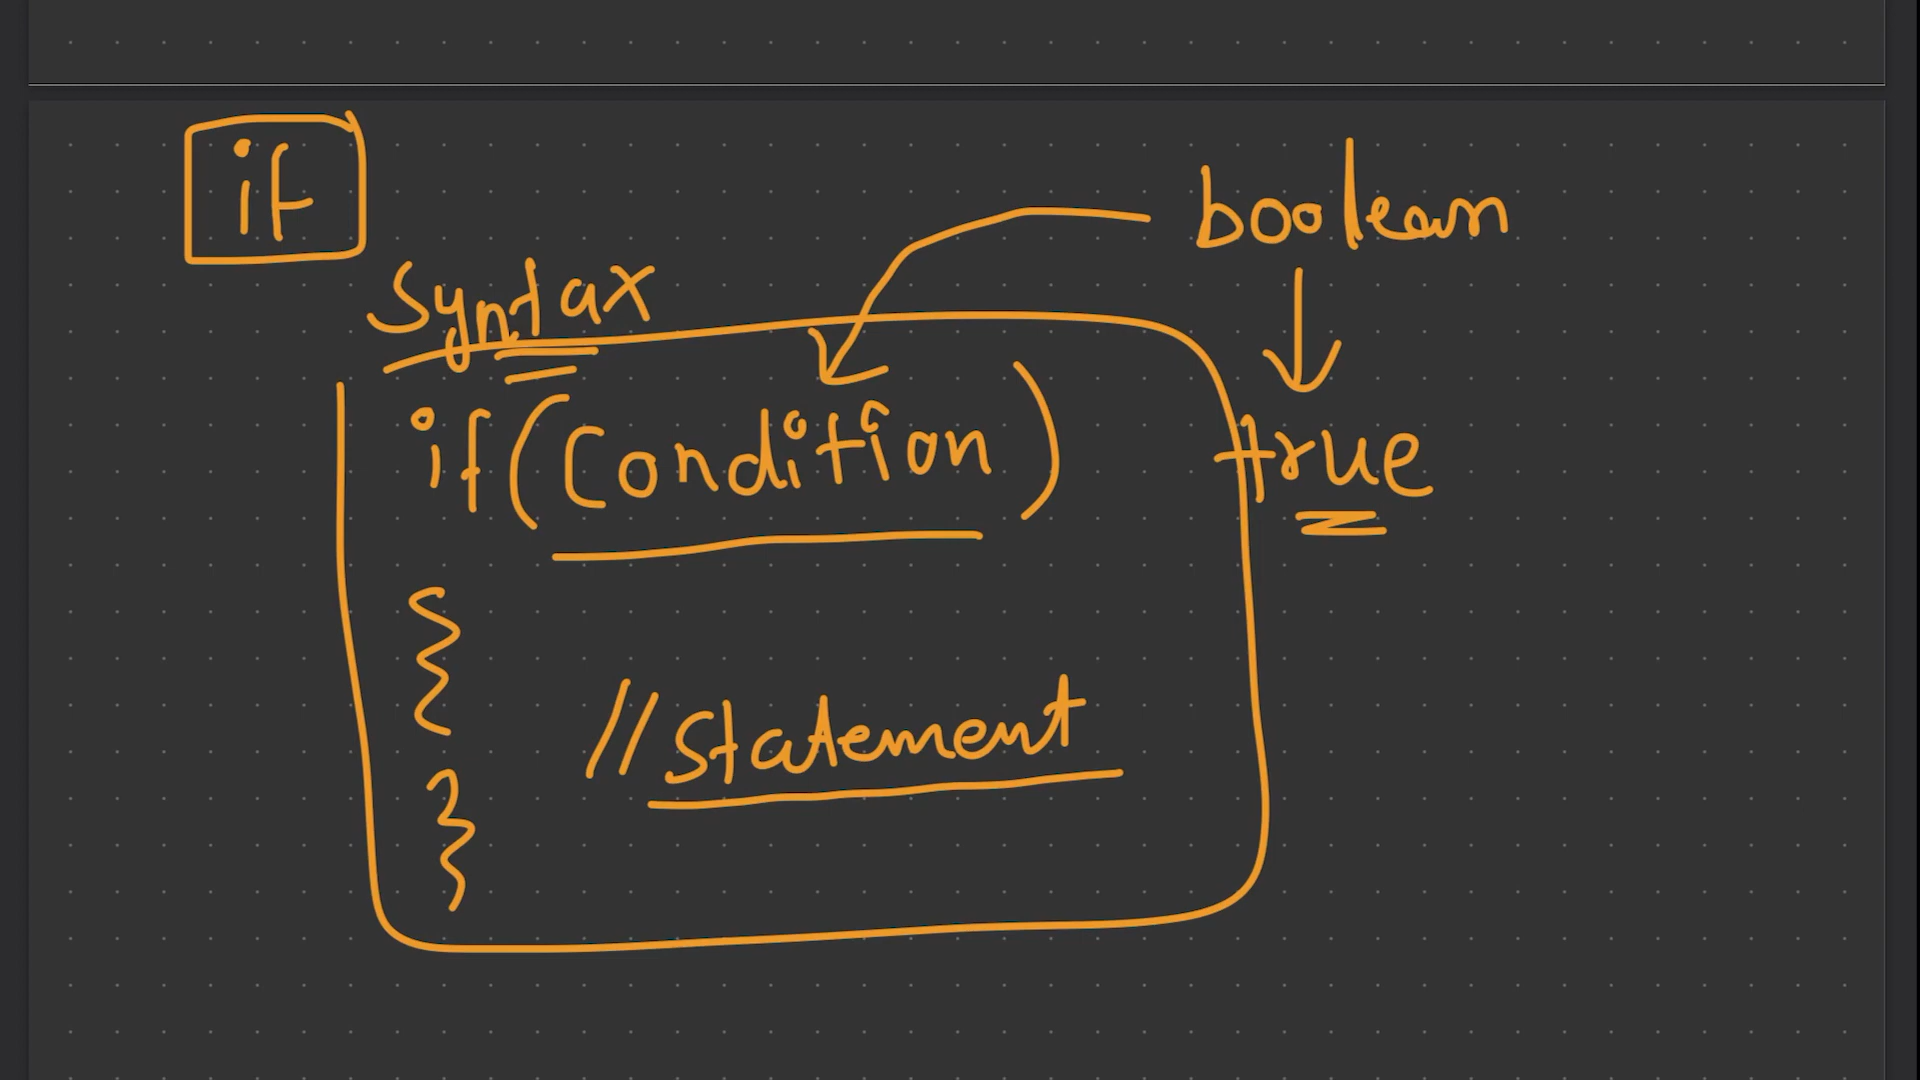 if
boolean
Syntax
if(Condition)
true
{
//Statement
}